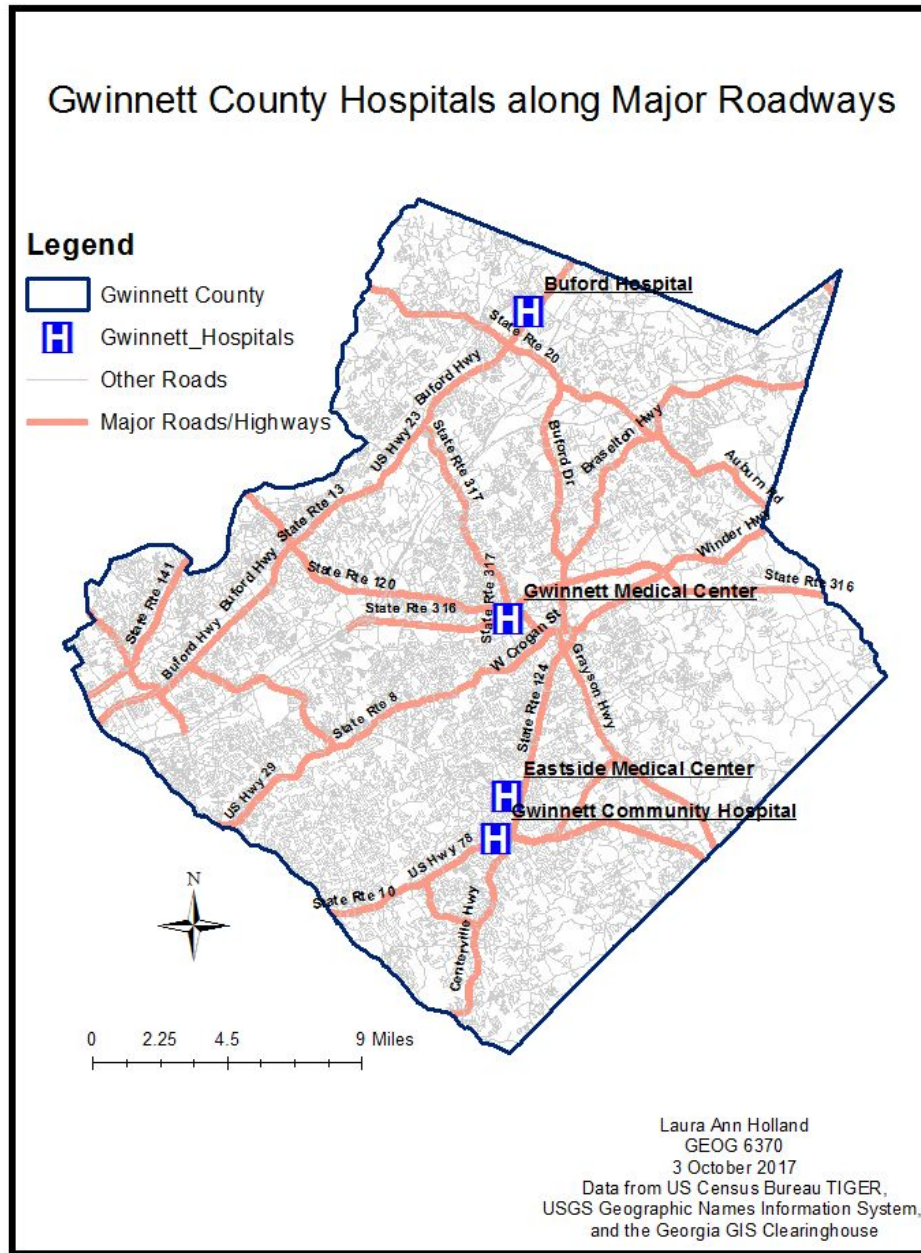 Gwinnett County Hospitals along Major Roadways
Legend
Gwinnett County
H
Gwinnett_Hospitals
Other Roads
Major Roads/Highways
Buford Hospital
H
State Rte 20
Buford Hwy
US Hwy 23
State Rte 317
Buford Dr
Braselton Hwy
Auburn Rd
Winder Hwy
State Rte 13
Buford Hwy
State Rte 120
State Rte 141
State Rte 317
Gwinnett Medical Center
H
State Rte 316
State Rte 316
W Crogan St
Buford Hwy
State Rte 8
State Rte 124
Grayson Hwy
US Hwy 29
Eastside Medical Center
H
Gwinnett Community Hospital
H
US Hwy 78
State Rte 10
Centerville Hwy
N
0 2.25 4.5 9 Miles
Laura Ann Holland
GEOG 6370
3 October 2017
Data from US Census Bureau TIGER,
USGS Geographic Names Information System,
and the Georgia GIS Clearinghouse